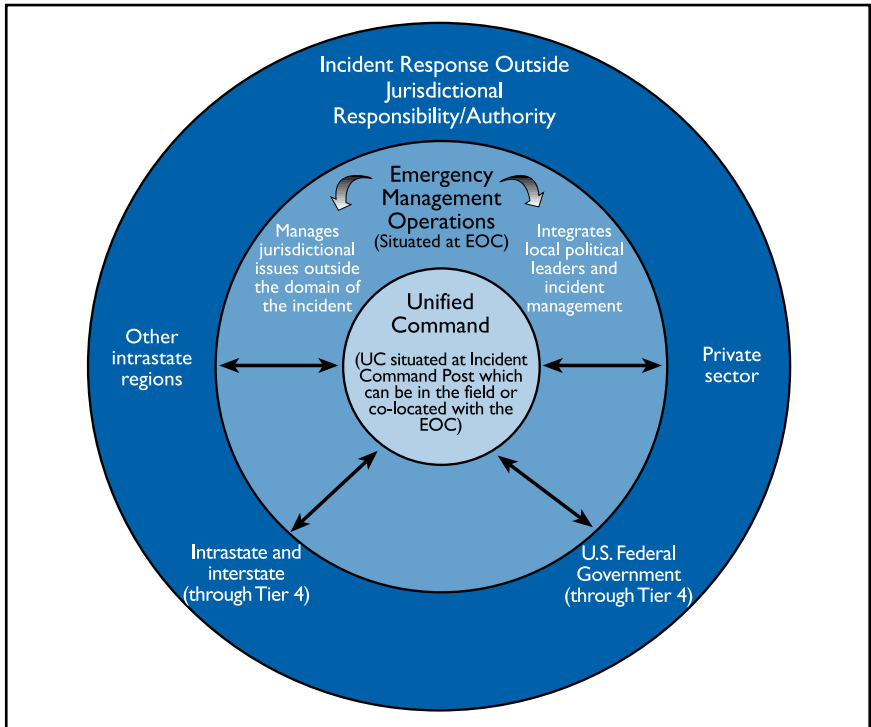 Incident Response Outside
Jurisdictional
Responsibility/Authority
Emergency
Management
Operations
(Situated at EOC)
Manages
jurisdictional
issues outside
the domain of
the incident
Integrates
local political
leaders and
incident
management
Unified
Command
(UC situated at Incident
Command Post which
can be in the field or
co-located with the
EOC)
Other
intrastate
regions
Private
sector
Intrastate and
interstate
(through Tier 4)
U.S. Federal
Government
(through Tier 4)